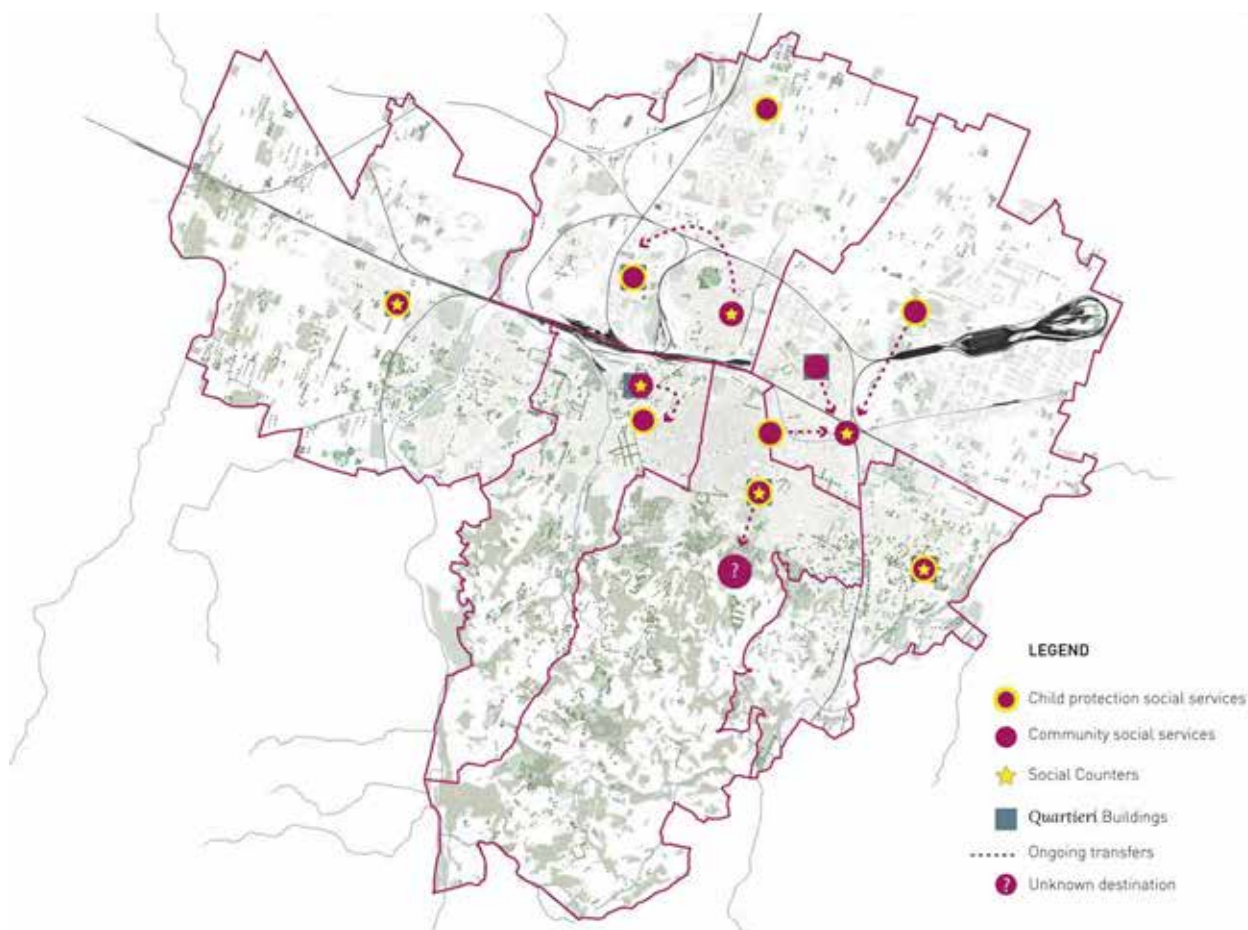 ?
LEGEND
Child protection social services
Community social services
Social Counters
Quartieri Buildings
Ongoing transfers
? Unknown destination